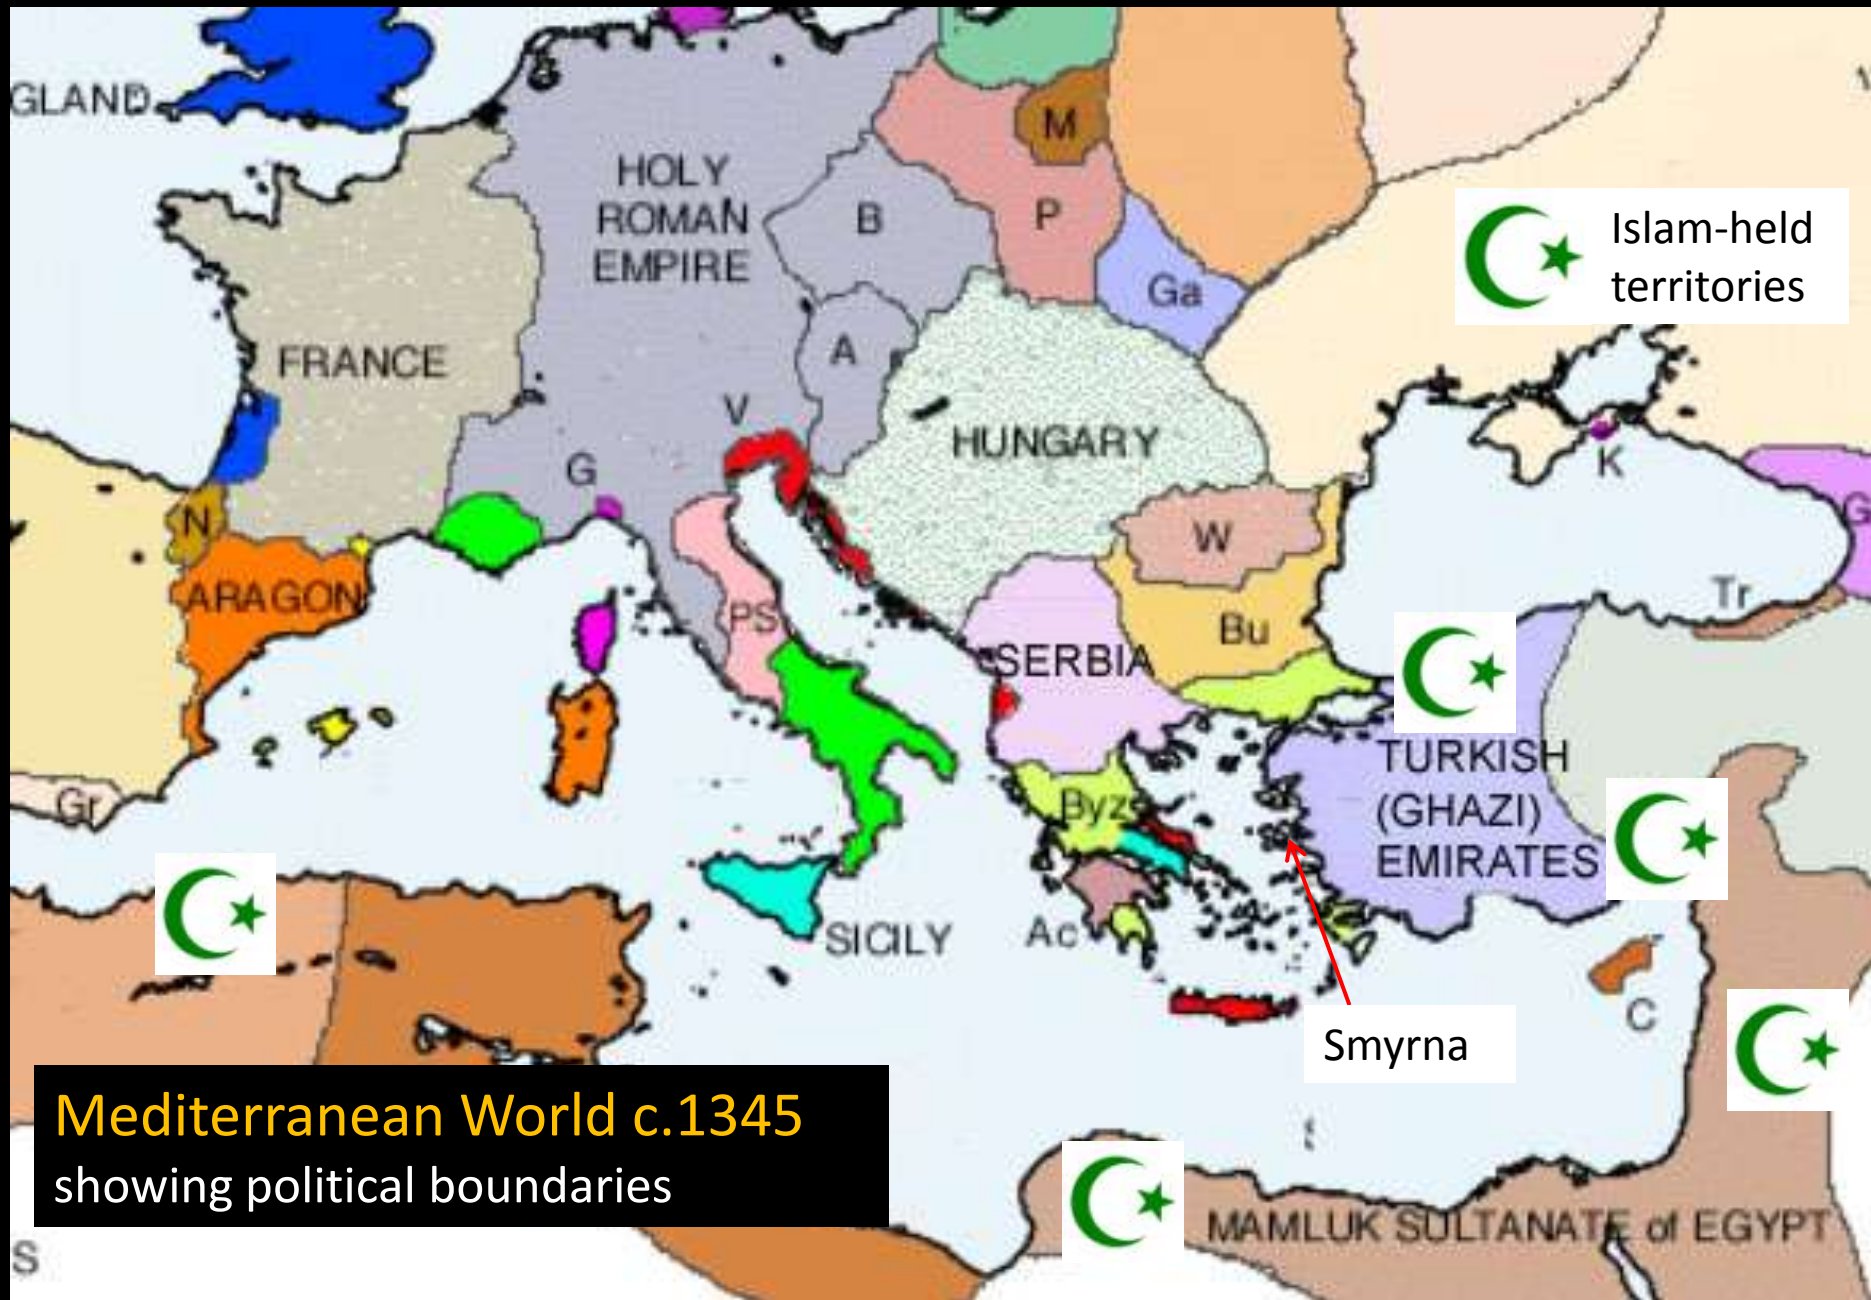 GLAND
HOLY
ROMAN
EMPIRE
M
B
P
Islam-held
territories
Ga
FRANCE
A
V
HUNGARY
G
K
N
W
G
ARAGON
PS
Bu
Tr
SERBIA
TURKISH
(GHAZI)
EMIRATES
Gr
Byz
Ac
SICILY
C
Smyrna
Mediterranean World c.1345
showing political boundaries
MAMLUK SULTANATE of EGYPT
S